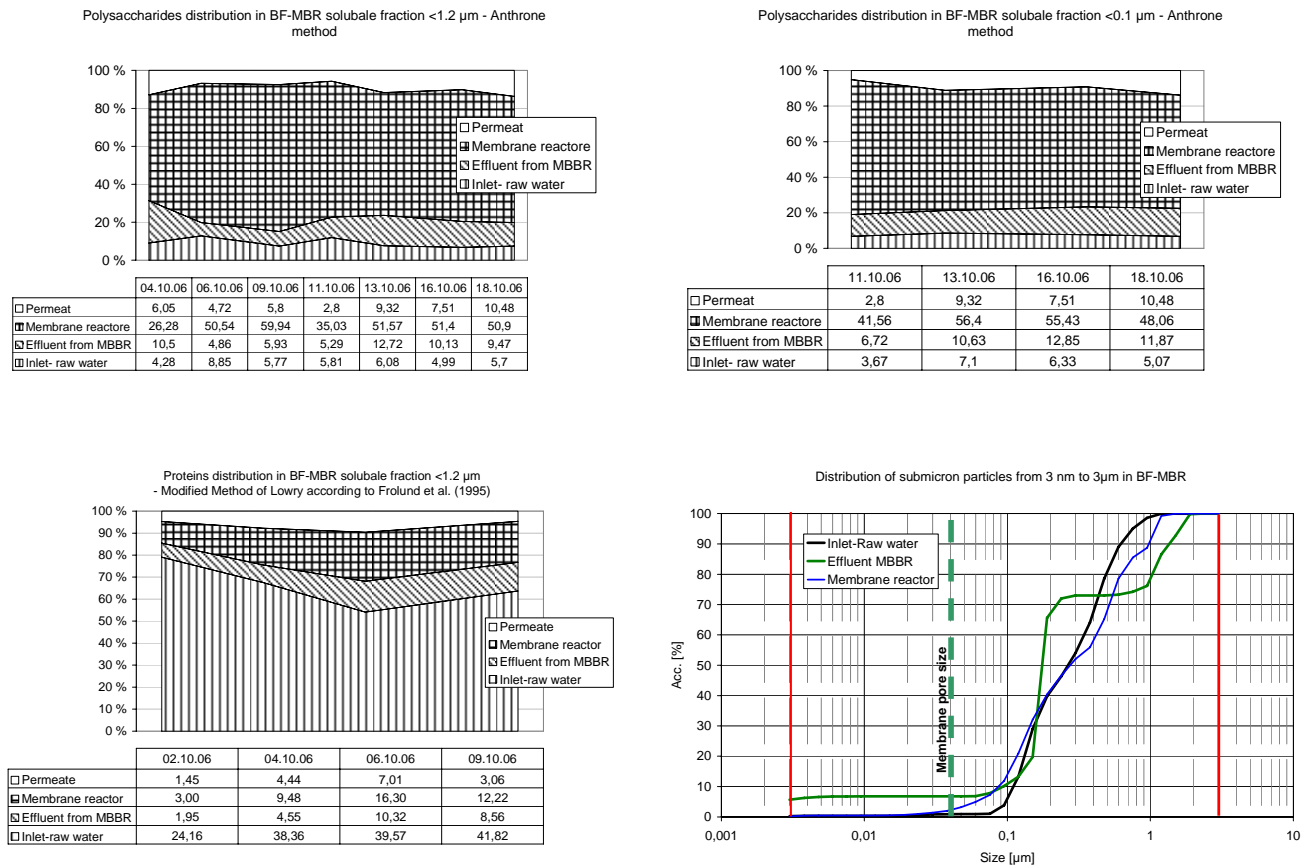 Polysaccharides distribution in BF-MBR solubale fraction <1.2 µm - Anthrone
method
100 %
80 %
60 %
40 %
20 %
0 %
Permeat
Membrane reactore
Effluent from MBBR
Inlet- raw water
04.10.06 06.10.06 09.10.06 11.10.06 13.10.06 16.10.06 18.10.06
Permeat 6,05 4,72 5,8 2,8 9,32 7,51 10,48
Membrane reactore 26,28 50,54 59,94 35,03 51,57 51,4 50,9
Effluent from MBBR 10,5 4,86 5,93 5,29 12,72 10,13 9,47
Inlet- raw water 4,28 8,85 5,77 5,81 6,08 4,99 5,7
Polysaccharides distribution in BF-MBR solubale fraction <0.1 µm - Anthrone
method
100 %
80 %
60 %
40 %
20 %
0 %
Permeat
Membrane reactore
Effluent from MBBR
Inlet- raw water
11.10.06 13.10.06 16.10.06 18.10.06
Permeat 2,8 9,32 7,51 10,48
Membrane reactore 41,56 56,4 55,43 48,06
Effluent from MBBR 6,72 10,63 12,85 11,87
Inlet- raw water 3,67 7,1 6,33 5,07
Proteins distribution in BF-MBR solubale fraction <1.2 µm
- Modified Method of Lowry according to Frolund et al. (1995)
100 %
90 %
80 %
70 %
60 %
50 %
40 %
30 %
20 %
10 %
0 %
Permeate
Membrane reactor
Effluent from MBBR
Inlet-raw water
02.10.06 04.10.06 06.10.06 09.10.06
Permeate 1,45 4,44 7,01 3,06
Membrane reactor 3,00 9,48 16,30 12,22
Effluent from MBBR 1,95 4,55 10,32 8,56
Inlet-raw water 24,16 38,36 39,57 41,82
Distribution of submicron particles from 3 nm to 3µm in BF-MBR
Acc. [%]
100
90
80
70
60
50
40
30
20
10
0
Inlet-Raw water
Effluent MBBR
Membrane reactor
Membrane pore size
0,001 0,01 0,1 1 10
Size [µm]